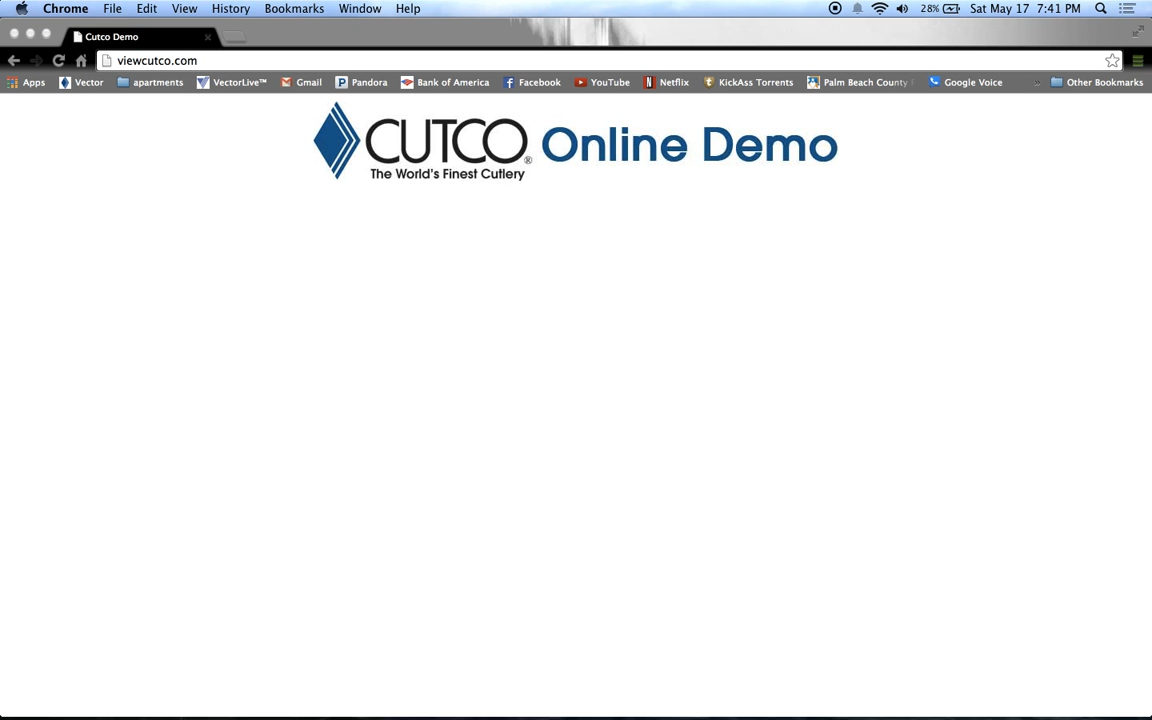 Chrome File Edit View History Bookmarks Window Help 28% Sat May 17 7:41 PM
Cutco Demo
viewcutco.com
Apps Vector apartments VectorLive™ Gmail Pandora Bank of America Facebook YouTube Netflix KickAss Torrents Palm Beach County Google Voice » Other Bookmarks
CUTCO® Online Demo
The World's Finest Cutlery